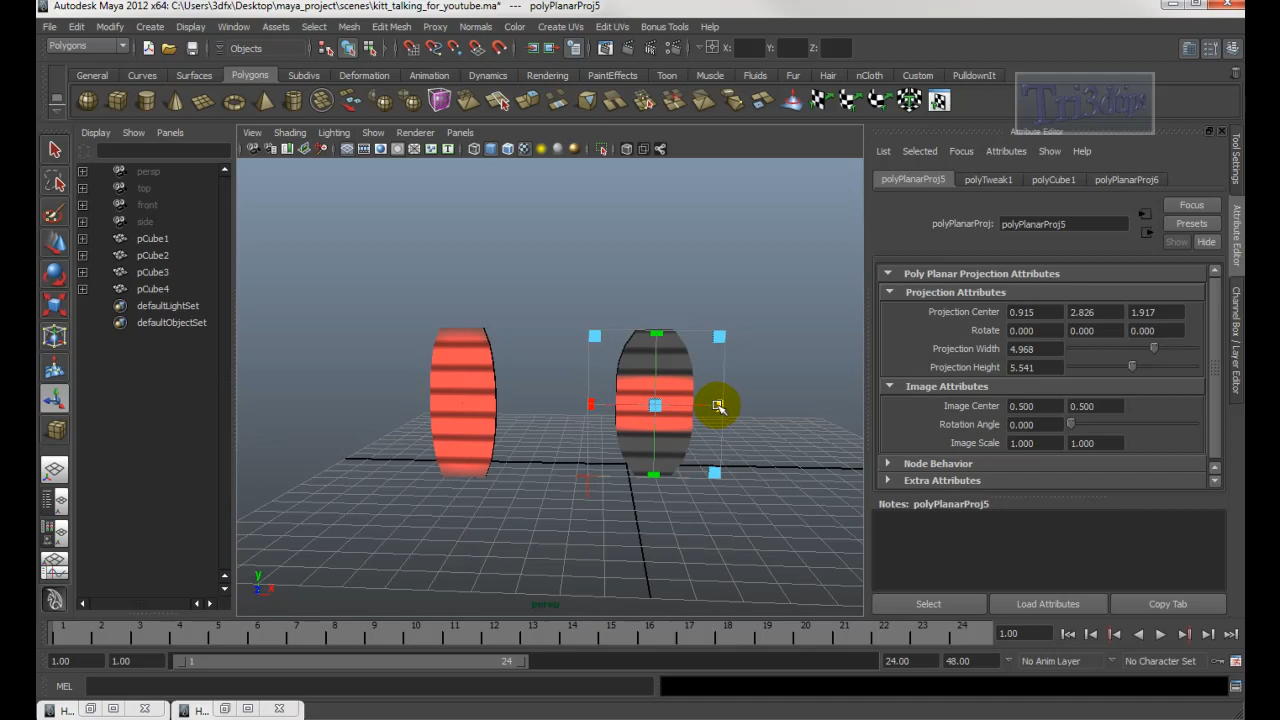 Autodesk Maya 2012 x64: C:\Users\3dfx\Desktop\maya_project\scenes\kitt_talking_for_youtube.ma* --- polyPlanarProj5
File Edit Modify Create Display Window Assets Select Mesh Edit Mesh Proxy Normals Color Create UVs Edit UVs Bonus Tools Help
Polygons Objects X: Y: Z:
General Curves Surfaces Polygons Subdivs Deformation Animation Dynamics Rendering PaintEffects Toon Muscle Fluids Fur Hair nCloth Custom PulldownIt
Tri3dtips
Attribute Editor
Display Show Panels
View Shading Lighting Show Renderer Panels
List Selected Focus Attributes Show Help
polyPlanarProj5 polyTweak1 polyCube1 polyPlanarProj6
persp
top
front
side
pCube1
pCube2
pCube3
pCube4
defaultLightSet
defaultObjectSet
y
z x
persp
Focus
polyPlanarProj: polyPlanarProj5 Presets
Show Hide
Poly Planar Projection Attributes
Projection Attributes
Projection Center 0.915 2.826 1.917
Rotate 0.000 0.000 0.000
Projection Width 4.968
Projection Height 5.541
Image Attributes
Image Center 0.500 0.500
Rotation Angle 0.000
Image Scale 1.000 1.000
Node Behavior
Extra Attributes
Notes: polyPlanarProj5
Select Load Attributes Copy Tab
Tool Settings
Attribute Editor
Channel Box / Layer Editor
1 2 3 4 5 6 7 8 9 10 11 12 13 14 15 16 17 18 19 20 21 22 23 24 1.00
1.00 1.00 1 24 24.00 48.00 No Anim Layer No Character Set
MEL
H... H...